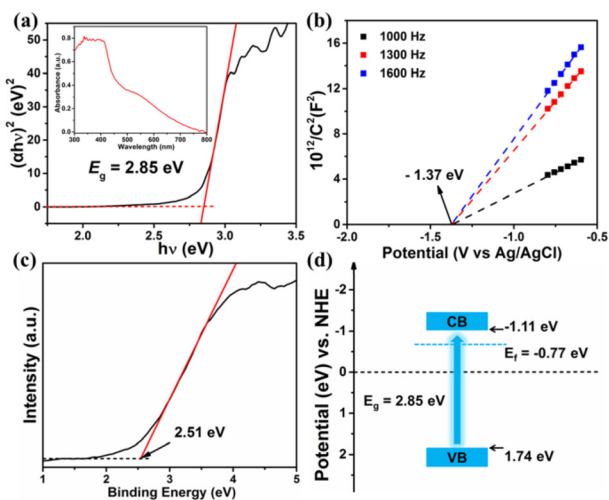 (a)
(αhν)² (eV)²
50
40
30
20
10
0
Absorbance (a.u.)
0.8
0.6
0.4
0.2
0.0
300 400 500 600 700 800
Wavelength (nm)
Eg = 2.85 eV
2.0 2.5 3.0 3.5
hν (eV)
(b)
10¹²/C²(F²)
16
12
8
4
0
1000 Hz
1300 Hz
1600 Hz
- 1.37 eV
-2.0 -1.5 -1.0 -0.5
Potential (V vs Ag/AgCl)
(c)
Intensity (a.u.)
2.51 eV
1 2 3 4 5
Binding Energy (eV)
(d)
Potential (eV) vs. NHE
-2
-1
0
1
2
CB
-1.11 eV
Ef = -0.77 eV
Eg = 2.85 eV
VB
1.74 eV